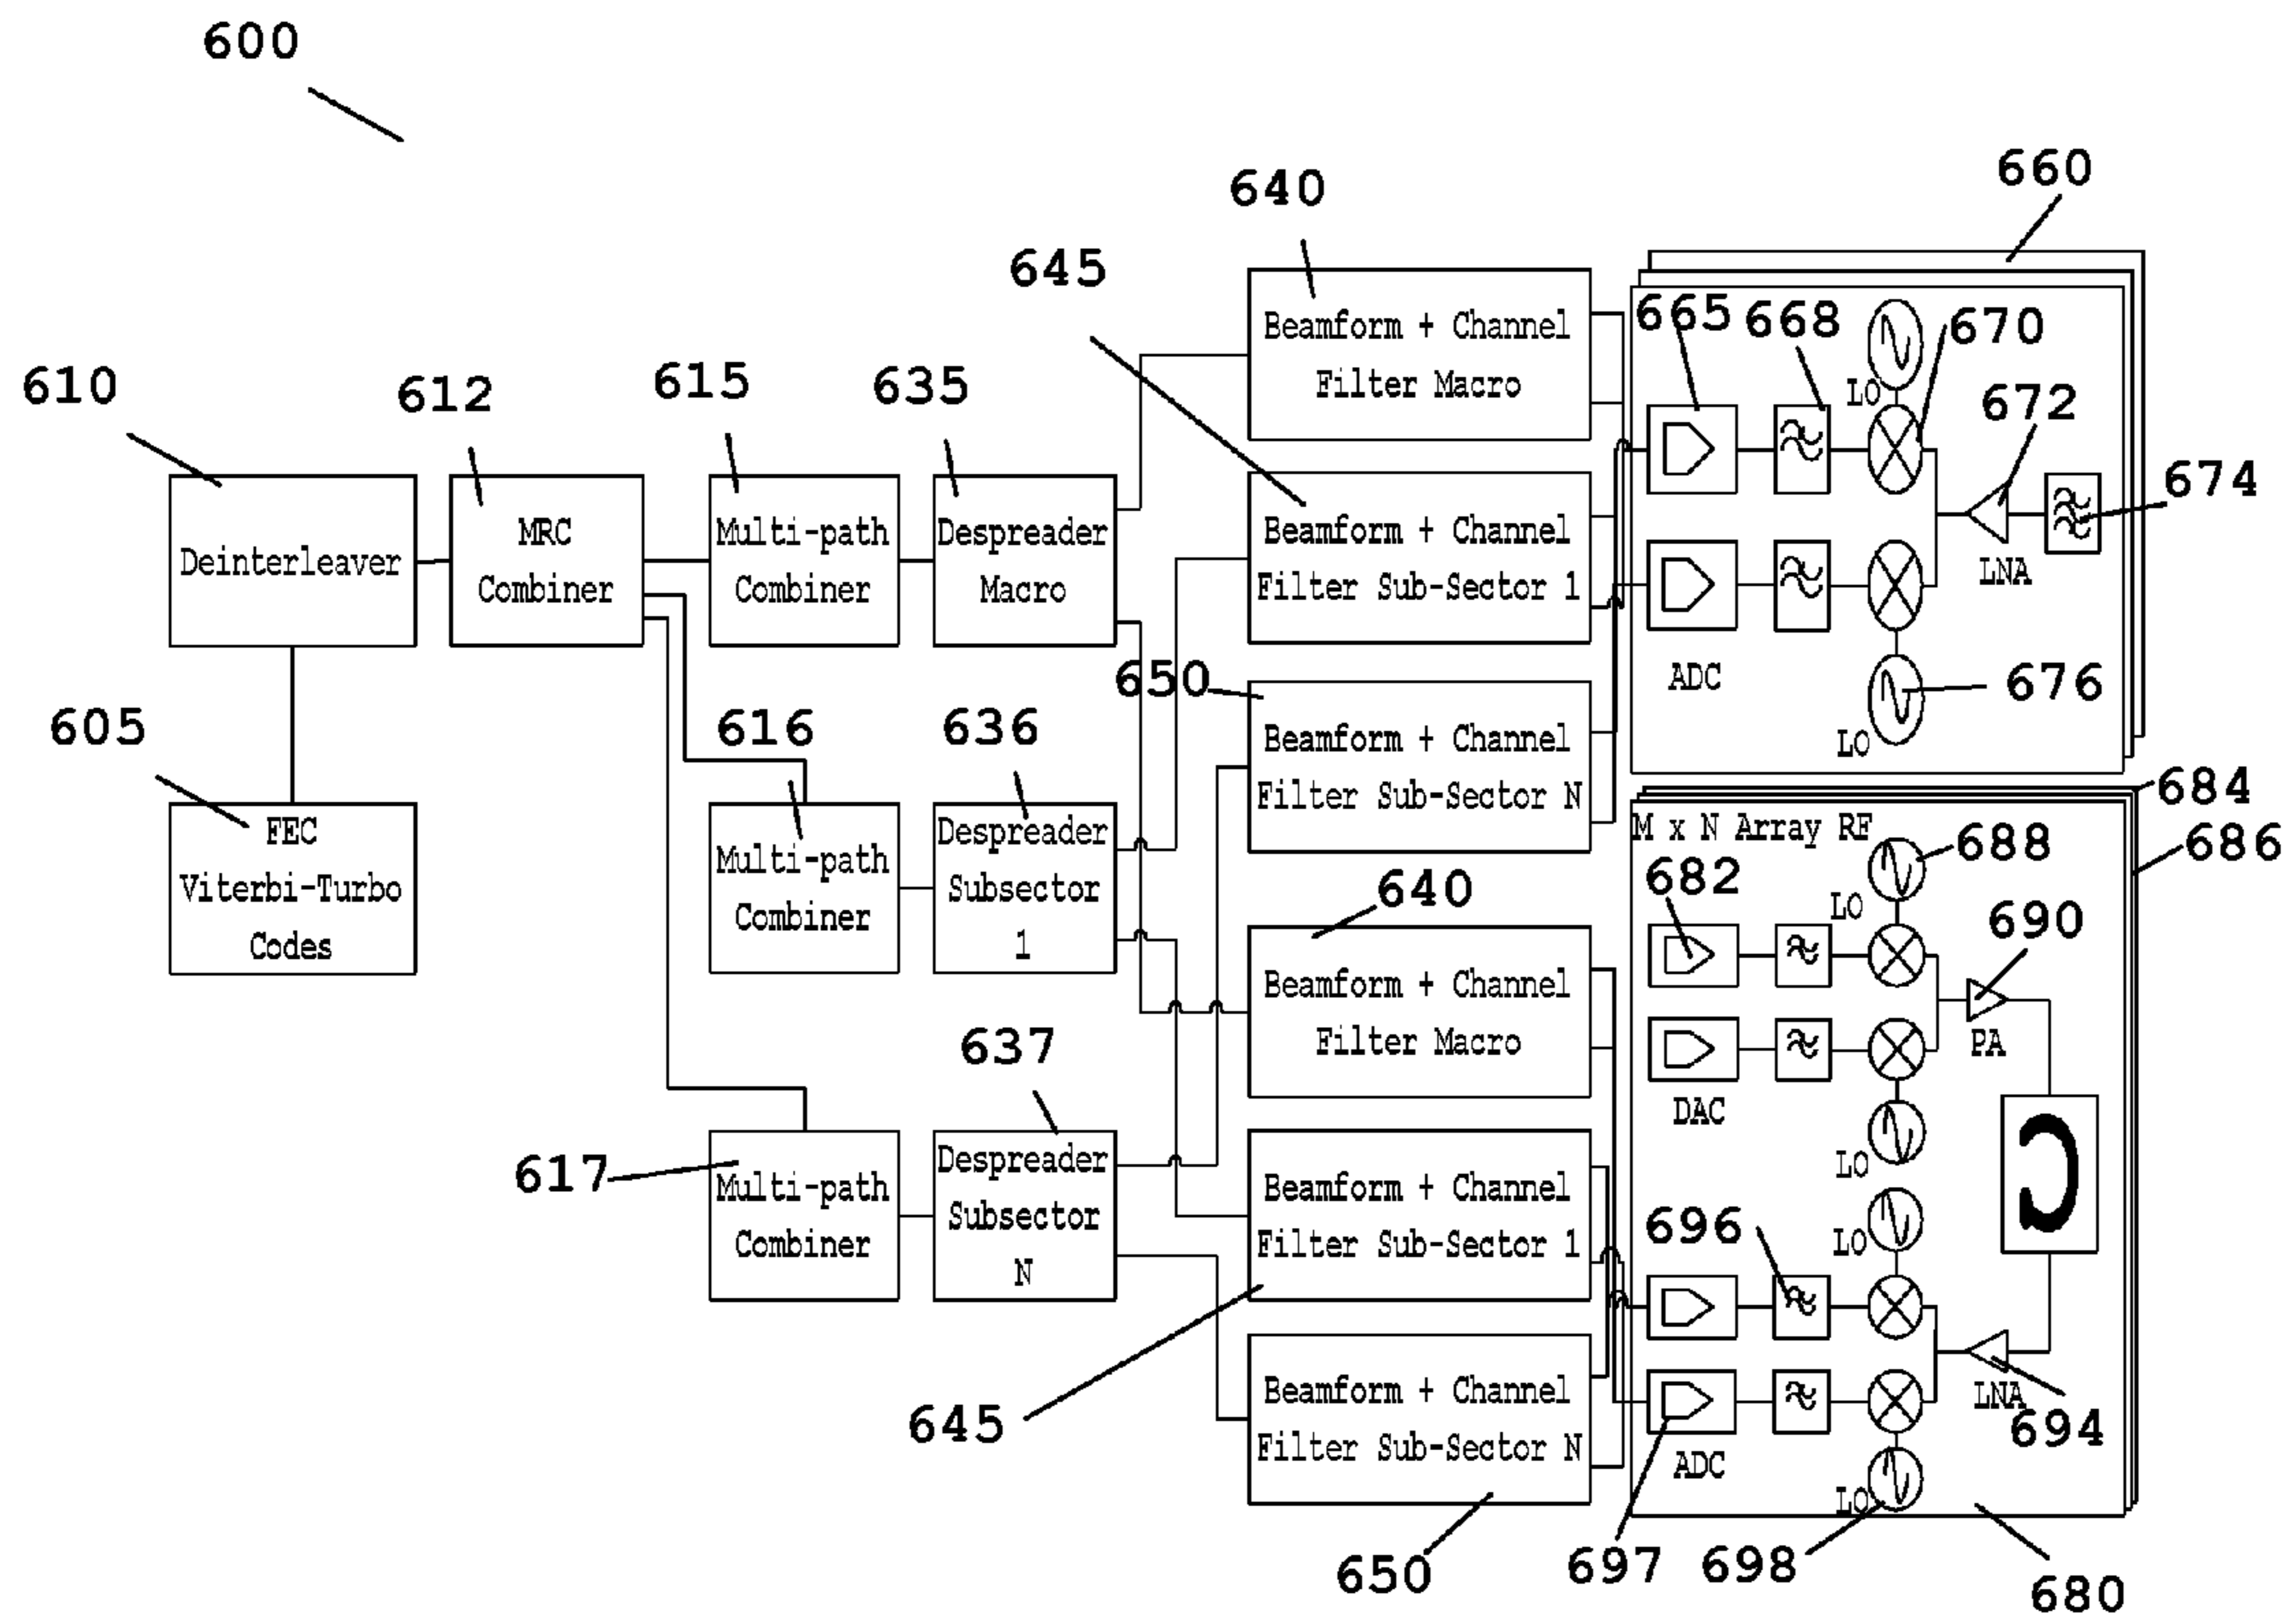 600
660
640
645
665
668
670
672
674
LO
Beamform + Channel
Filter Macro
610
612
615
635
Deinterleaver
MRC
Combiner
Multi-path
Combiner
Despreader
Macro
Beamform + Channel
Filter Sub-Sector 1
LNA
ADC
676
LO
650
605
616
636
Beamform + Channel
Filter Sub-Sector N
FEC
Viterbi-Turbo
Codes
Multi-path
Combiner
Despreader
Subsector
1
684
686
M x N Array RF
688
682
LO
690
PA
DAC
LO
640
Beamform + Channel
Filter Macro
637
617
Multi-path
Combiner
Despreader
Subsector
N
Beamform + Channel
Filter Sub-Sector 1
696
LO
645
Beamform + Channel
Filter Sub-Sector N
LNA
694
ADC
LO
650
697
698
680